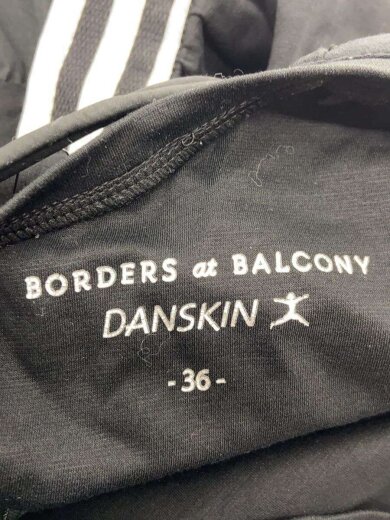 BORDERS at BALCONY
DANSKIN
-36-